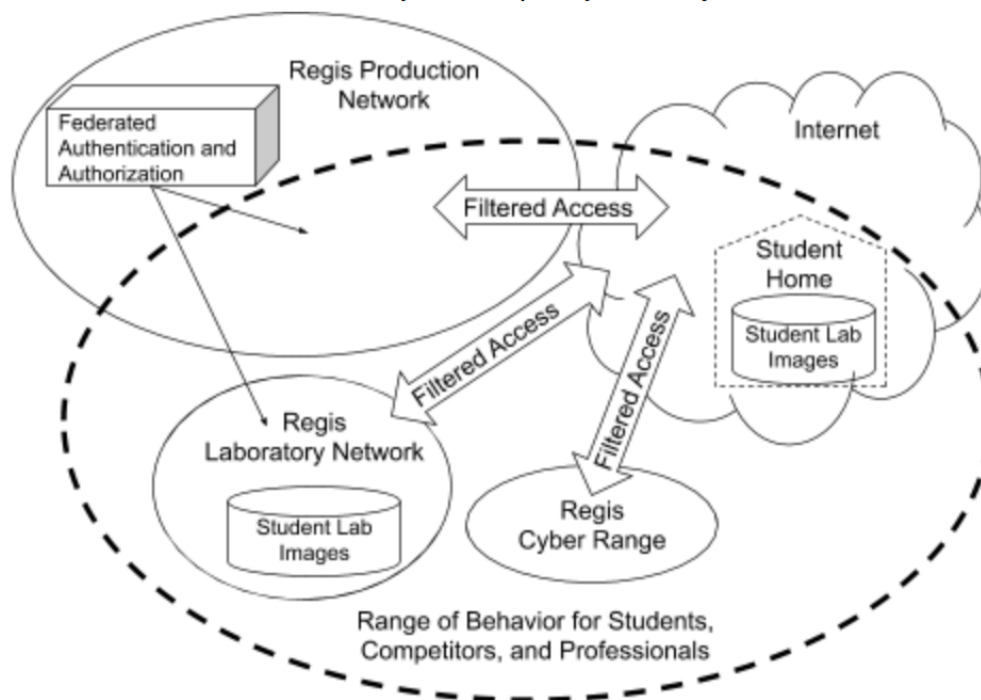 Regis Production
Network
Federated
Authentication and
Authorization
Internet
Filtered Access
Student
Home
Student Lab
Images
Filtered Access
Filtered Access
Regis
Laboratory Network
Student Lab
Images
Regis
Cyber Range
Range of Behavior for Students,
Competitors, and Professionals